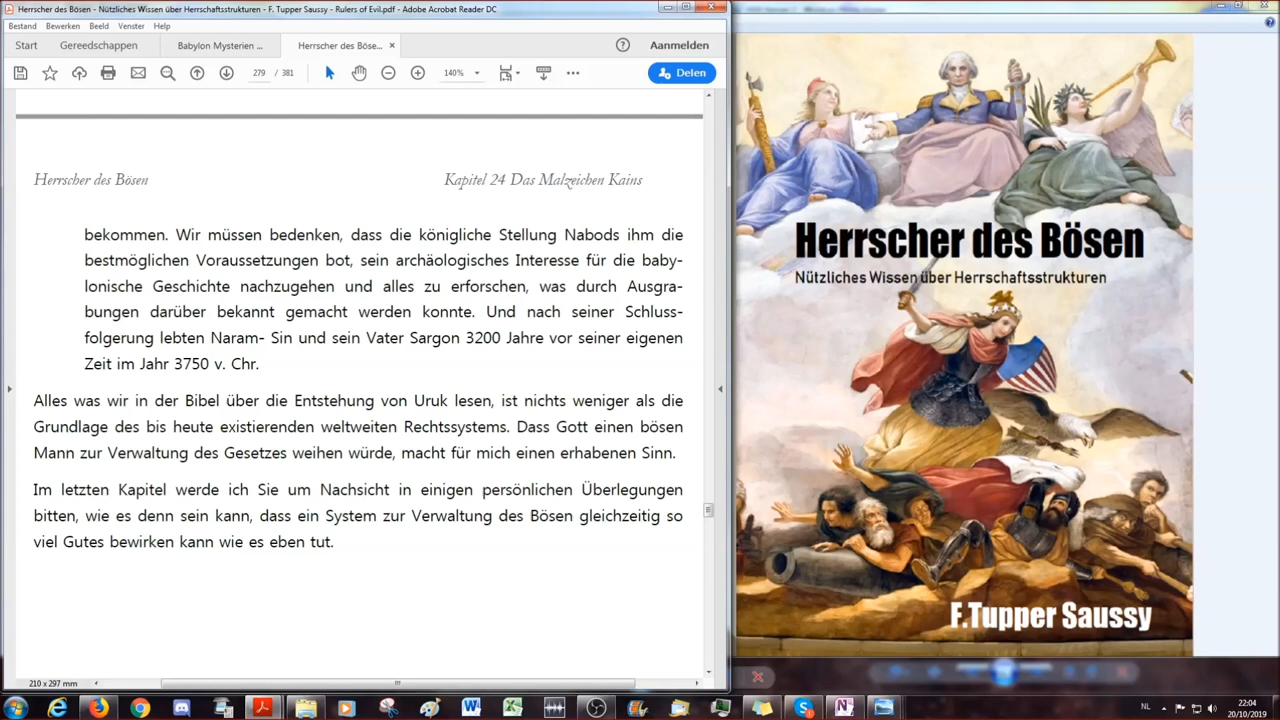 Herrscher des Bösen - Nützliches Wissen über Herrschaftsstrukturen - F. Tupper Saussy - Rulers of Evil.pdf - Adobe Acrobat Reader DC
Bestand Bearbeiten Beeld Venster Help
Start Gereedschappen Babylon Mysterien ... Herrscher des Böse... × Aanmelden
279 / 381 140% Delen
Herrscher des Bösen Kapitel 24 Das Malzeichen Kains
bekommen. Wir müssen bedenken, dass die königliche Stellung Nabods ihm die
bestmöglichen Voraussetzungen bot, sein archäologisches Interesse für die baby-
lonische Geschichte nachzugehen und alles zu erforschen, was durch Ausgra-
bungen darüber bekannt gemacht werden konnte. Und nach seiner Schluss-
folgerung lebten Naram- Sin und sein Vater Sargon 3200 Jahre vor seiner eigenen
Zeit im Jahr 3750 v. Chr.
Alles was wir in der Bibel über die Entstehung von Uruk lesen, ist nichts weniger als die
Grundlage des bis heute existierenden weltweiten Rechtssystems. Dass Gott einen bösen
Mann zur Verwaltung des Gesetzes weihen würde, macht für mich einen erhabenen Sinn.
Im letzten Kapitel werde ich Sie um Nachsicht in einigen persönlichen Überlegungen
bitten, wie es denn sein kann, dass ein System zur Verwaltung des Bösen gleichzeitig so
viel Gutes bewirken kann wie es eben tut.
210 x 297 mm
Herrscher des Bösen
Nützliches Wissen über Herrschaftsstrukturen
F.Tupper Saussy
NL
22:04
20/10/2019